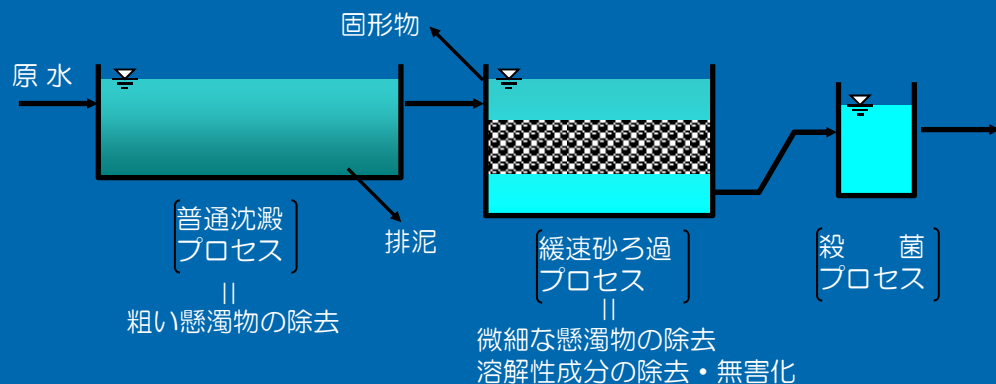 固形物
原 水
排泥
普通沈澱
プロセス
||
粗い懸濁物の除去
緩速砂ろ過
プロセス
||
微細な懸濁物の除去
溶解性成分の除去・無害化
殺 菌
プロセス